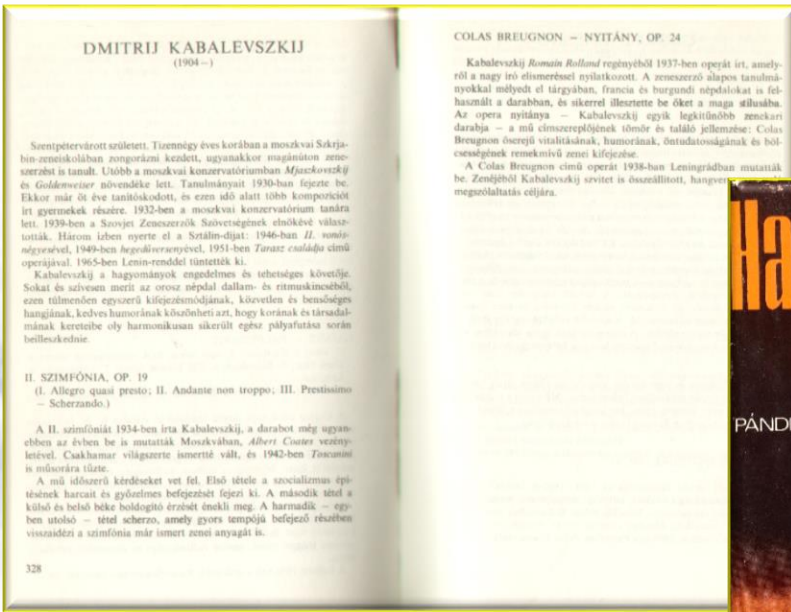 DMITRIJ KABALEVSZKIJ
(1904–)
Szentpétervárott született. Tizennégy éves korában a moszkvai Szkrja-
bin-zeneiskolában zongorázni kezdett, ugyanakkor magánúton zene-
szerzést is tanult. Utóbb a moszkvai konzervatóriumban Mjaszkovszkij
és Goldenweiser növendéke lett. Tanulmányait 1930-ban fejezte be.
Ekkor már öt éve tanítóskodott, és ezen idő alatt több kompozíciót
írt gyermekek részére. 1932-ben a moszkvai konzervatórium tanára
lett. 1939-ben a Szovjet Zeneszerzők Szövetségének elnökévé válasz-
tották. Három ízben nyerte el a Sztálin-díjat: 1946-ban II. vonós-
négyesével, 1949-ben hegedűversenyével, 1951-ben Tarasz családja című
operájával. 1965-ben Lenin-renddel tüntették ki.
Kabalevszkij a hagyományok engedelmes és tehetséges követője.
Sokat és szívesen merít az orosz népdal dallam- és ritmuskincséből,
ezen túlmenően egyszerű kifejezésmódjának, közvetlen és bensőséges
hangjának, kedves humorának köszönheti azt, hogy korának és társadal-
mának kereteibe oly harmonikusan sikerült egész pályafutása során
beilleszkednie.
II. SZIMFÓNIA, OP. 19
(I. Allegro quasi presto; II. Andante non troppo; III. Prestissimo
– Scherzando.)
A II. szimfóniát 1934-ben írta Kabalevszkij, a darabot még ugyan-
ebben az évben be is mutatták Moszkvában, Albert Coates vezény-
letével. Csakhamar világszerte ismertté vált, és 1942-ben Toscanini
is műsorára tűzte.
A mű időszerű kérdéseket vet fel. Első tétele a szocializmus épí-
tésének harcait és győzelmes befejezését fejezi ki. A második tétel a
külső és belső béke boldogító érzését énekli meg. A harmadik – egy-
ben utolsó – tétel scherzo, amely gyors tempójú befejező részében
visszaidézi a szimfónia már ismert zenei anyagát is.
328
COLAS BREUGNON – NYITÁNY, OP. 24
Kabalevszkij Romain Rolland regényéből 1937-ben operát írt, amely-
ről a nagy író elismeréssel nyilatkozott. A zeneszerző alapos tanulmá-
nyokkal mélyedt el tárgyában, francia és burgundi népdalokat is fel-
használt a darabban, és sikerrel illesztette be őket a maga stílusába.
Az opera nyitánya – Kabalevszkij egyik legkitűnőbb zenekari
darabja – a mű címszereplőjének tömör és találó jellemzése: Colas
Breugnon őserejű vitalitásának, humorának, öntudatosságának és böl-
csességének remekmívű zenei kifejezése.
A Colas Breugnon című operát 1938-ban Leningrádban mutatták
be. Zenéjéből Kabalevszkij szvitet is összeállított,
megszólaltatás céljára.
Ha
PÁND